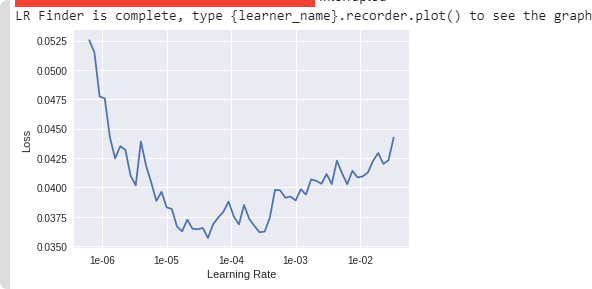 LR Finder is complete, type {learner_name}.recorder.plot() to see the graph
0.0525
0.0500
0.0475
0.0450
0.0425
0.0400
0.0375
0.0350
Loss
1e-06 1e-05 1e-04 1e-03 1e-02
Learning Rate